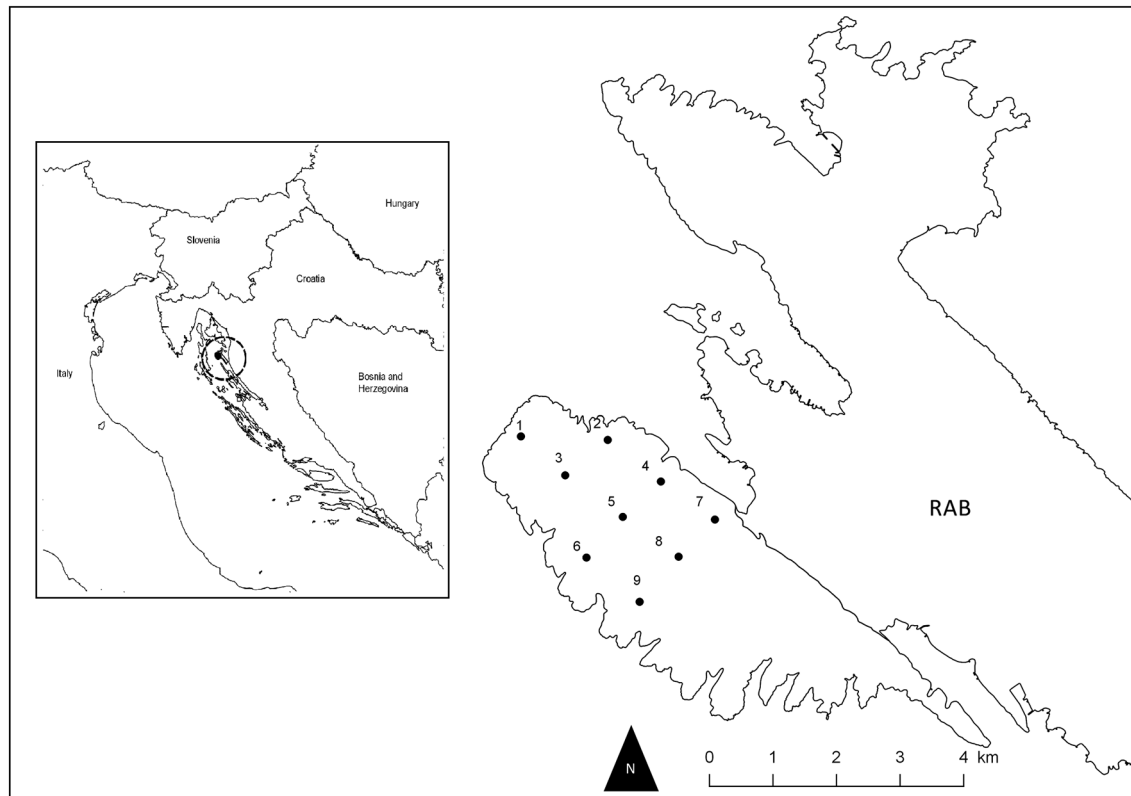 Hungary
Slovenia
Croatia
Italy
Bosnia and
Herzegovina
1
2
3
4
5
7
6
8
9
RAB
N
0 1 2 3 4 km